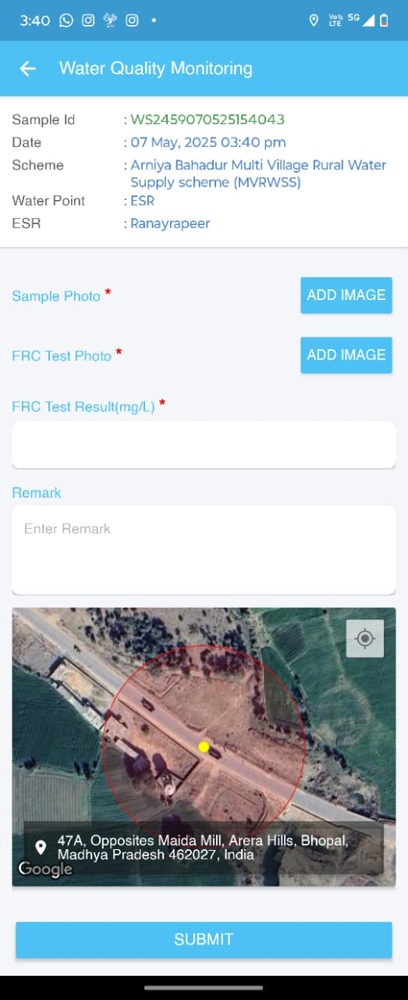 3:40
Vo))
LTE
5G
Water Quality Monitoring
Sample Id : WS2459070525154043
Date : 07 May, 2025 03:40 pm
Scheme : Arniya Bahadur Multi Village Rural Water
Supply scheme (MVRWSS)
Water Point : ESR
ESR : Ranayrapeer
Sample Photo * ADD IMAGE
FRC Test Photo * ADD IMAGE
FRC Test Result(mg/L) *
Remark
Enter Remark
47A, Opposites Maida Mill, Arera Hills, Bhopal,
Madhya Pradesh 462027, India
Google
SUBMIT